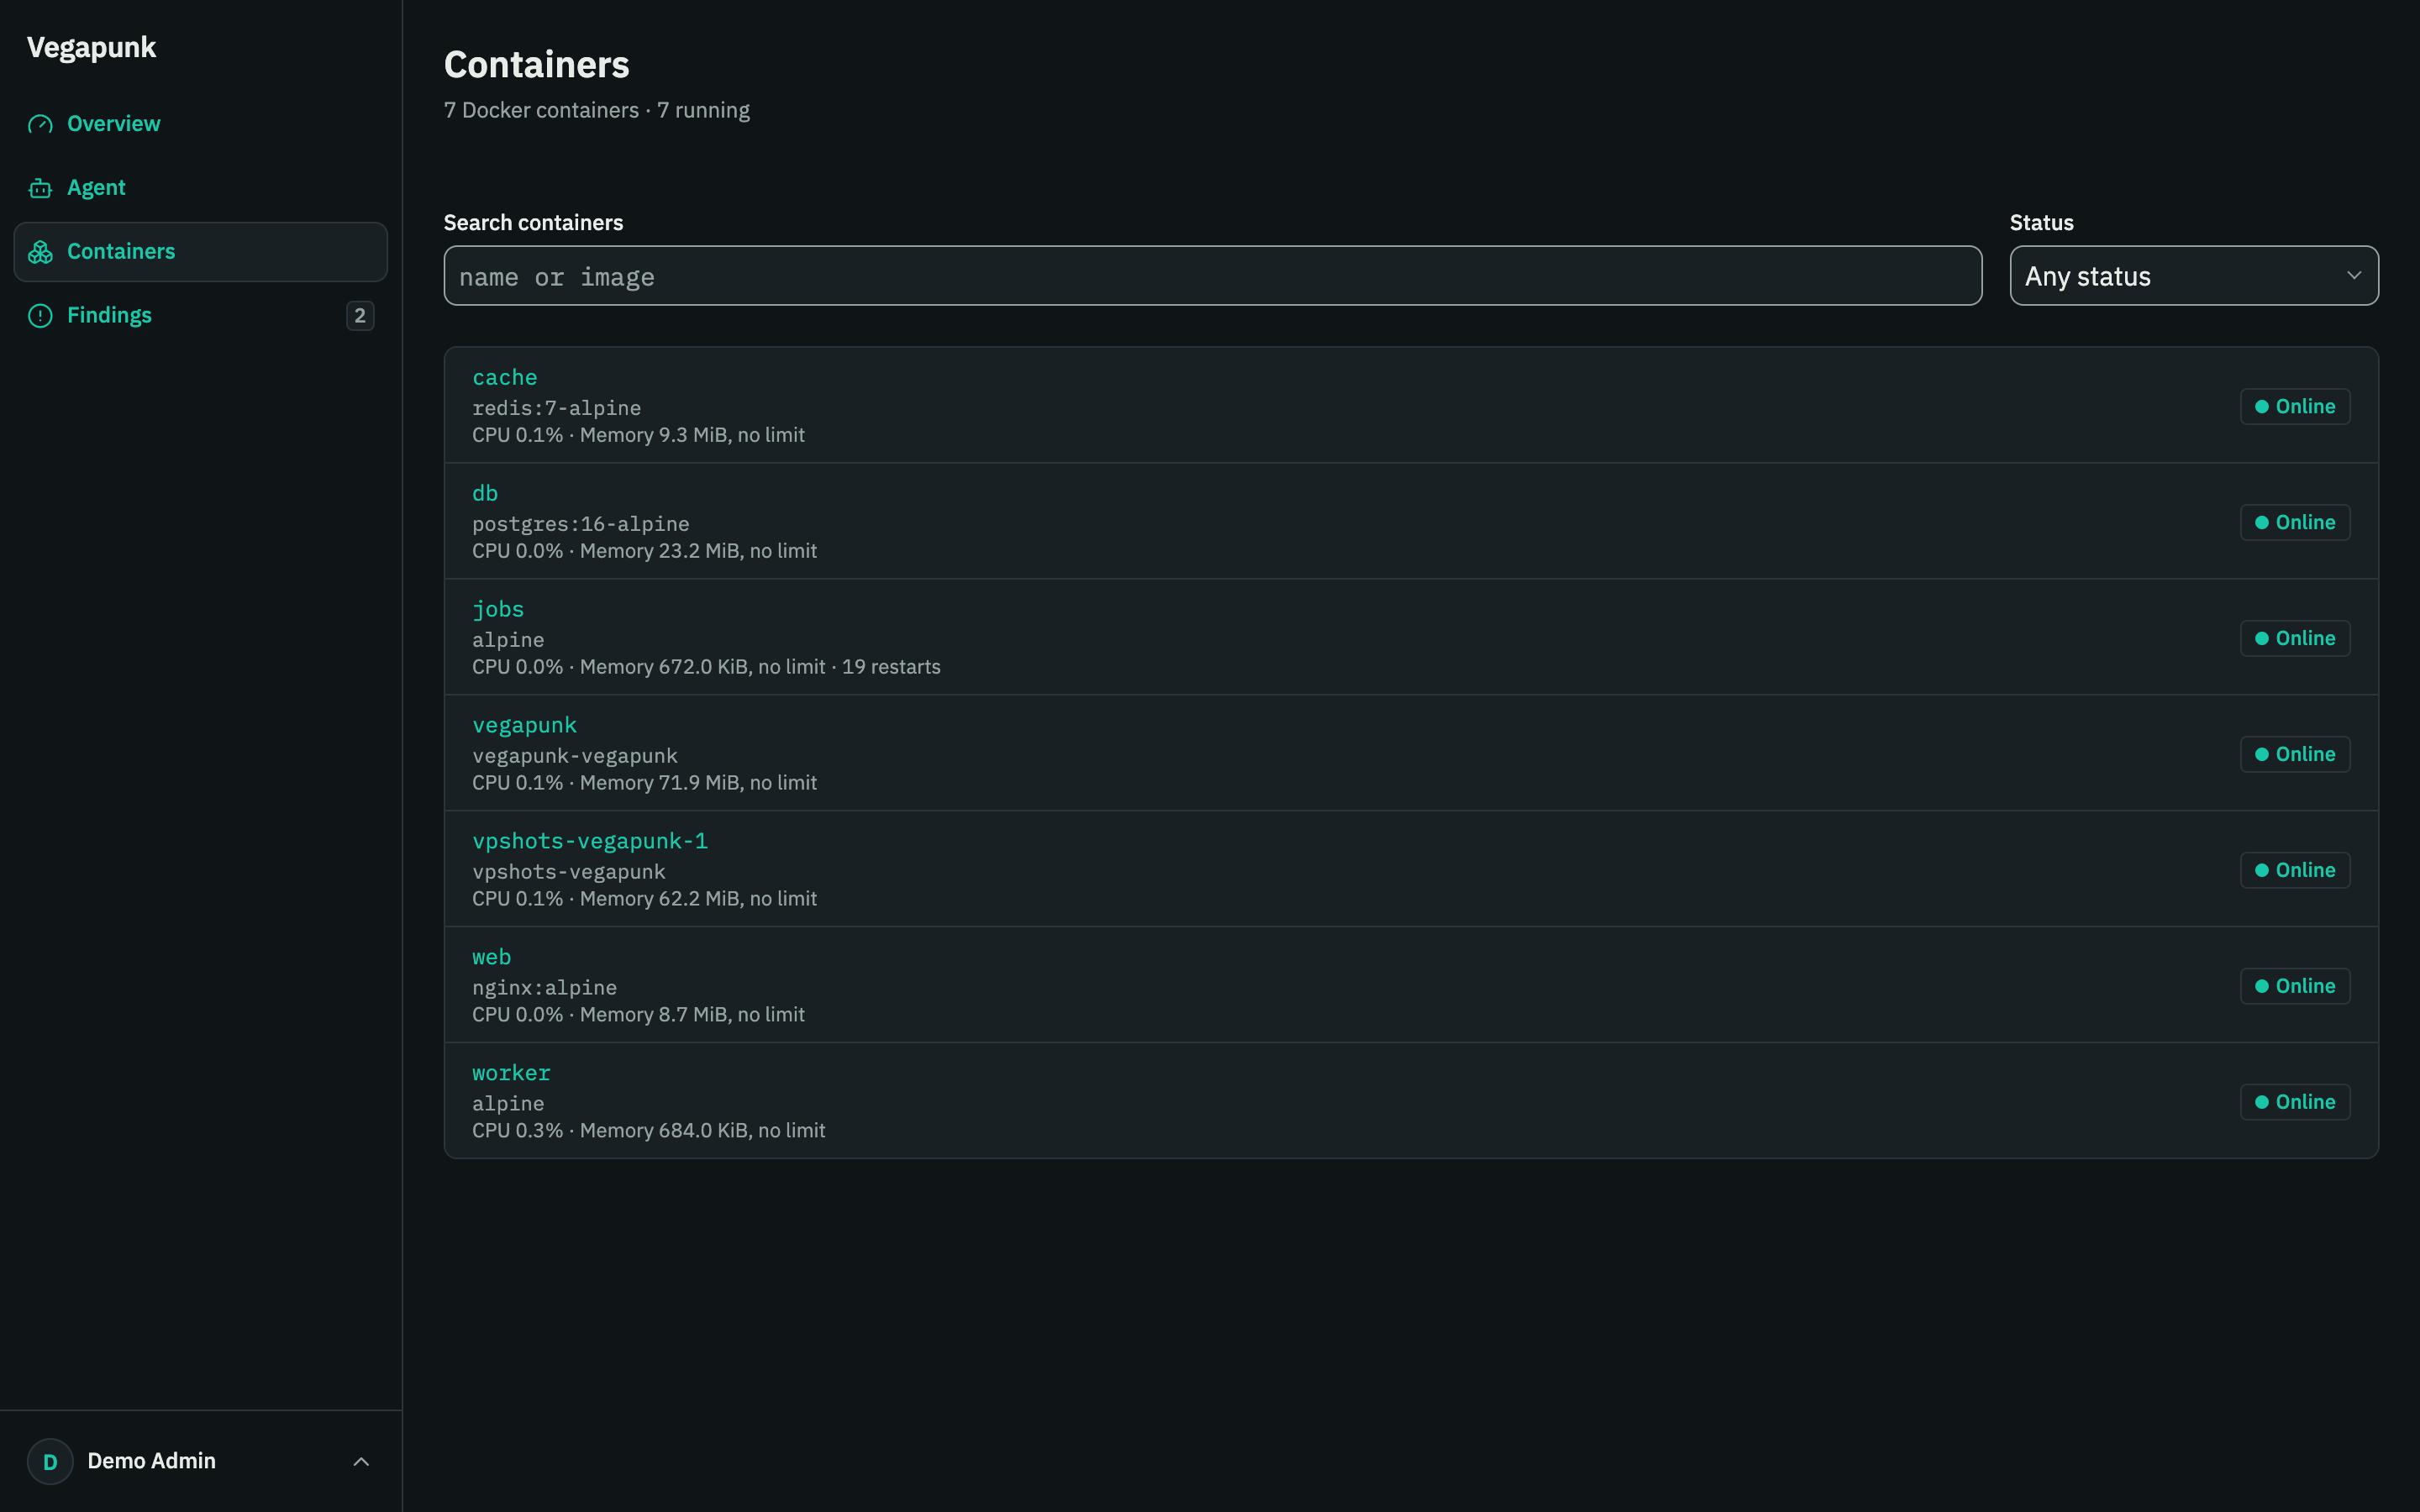 Vegapunk
Overview
Agent
Containers
Findings 2
Demo Admin
D
Containers
7 Docker containers · 7 running
Search containers
name or image
Status
Any status
cache
redis:7-alpine
CPU 0.1% · Memory 9.3 MiB, no limit
Online
db
postgres:16-alpine
CPU 0.0% · Memory 23.2 MiB, no limit
Online
jobs
alpine
CPU 0.0% · Memory 672.0 KiB, no limit · 19 restarts
Online
vegapunk
vegapunk-vegapunk
CPU 0.1% · Memory 71.9 MiB, no limit
Online
vpshots-vegapunk-1
vpshots-vegapunk
CPU 0.1% · Memory 62.2 MiB, no limit
Online
web
nginx:alpine
CPU 0.0% · Memory 8.7 MiB, no limit
Online
worker
alpine
CPU 0.3% · Memory 684.0 KiB, no limit
Online